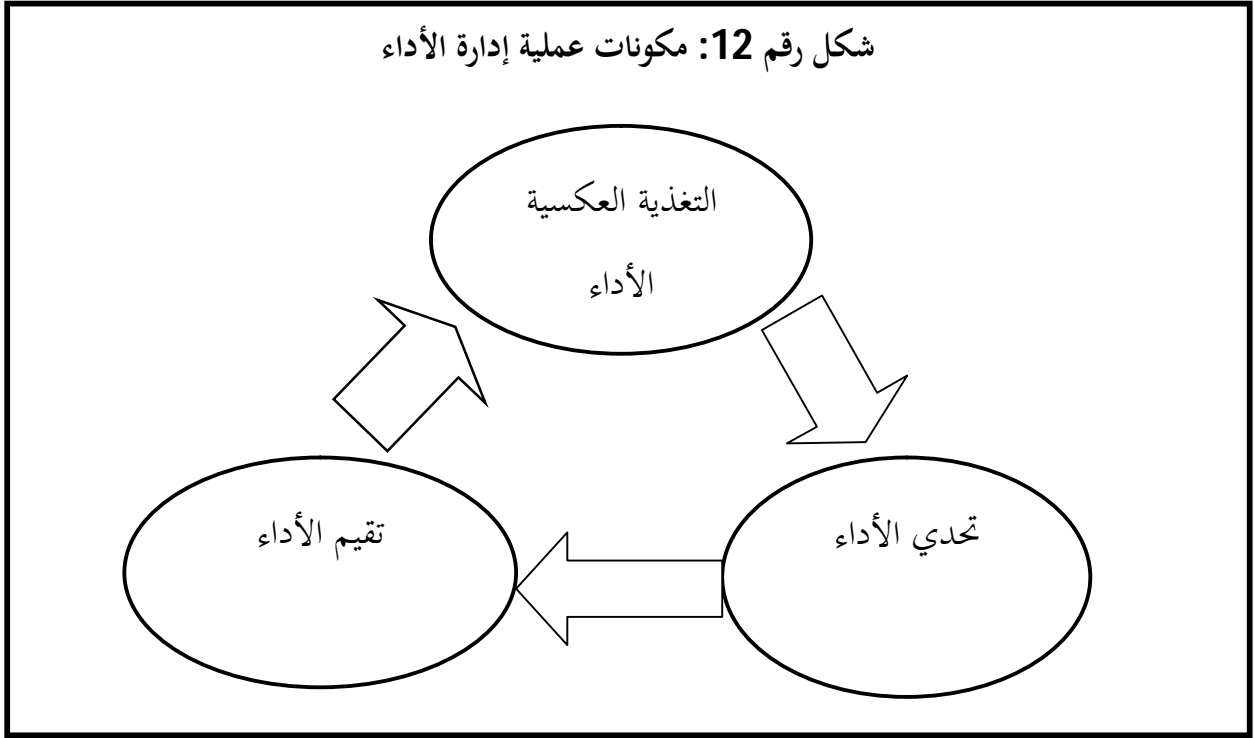 شكل رقم 12: مكونات عملية إدارة الأداء
التغذية العكسية
الأداء
تحدي الأداء
تقيم الأداء